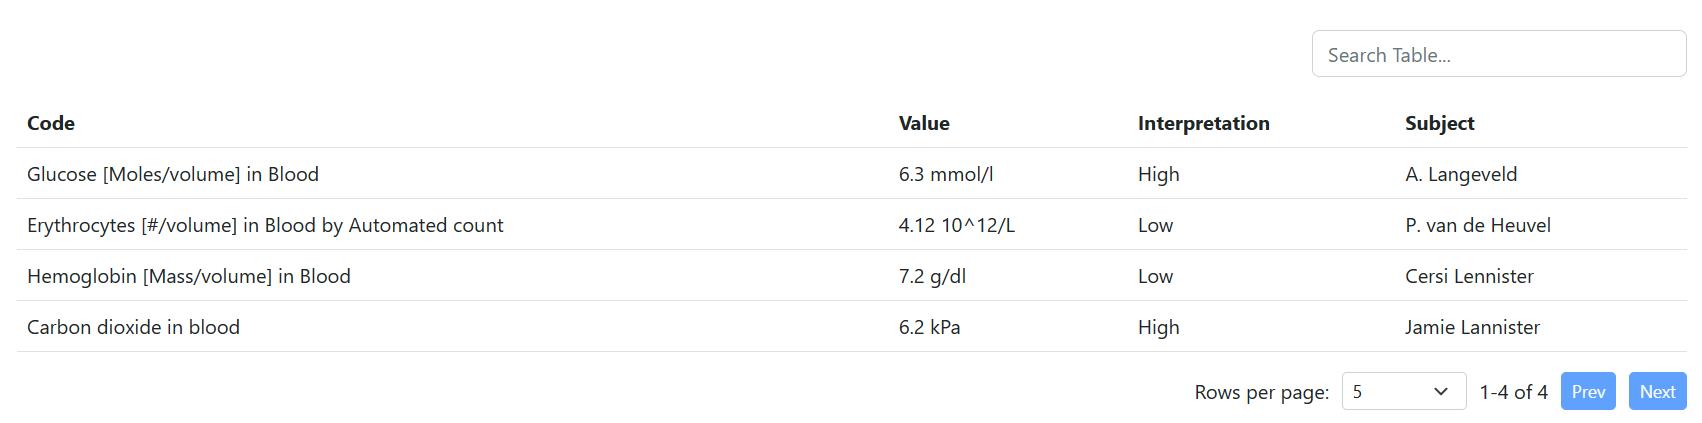 Search Table...
Code Value Interpretation Subject
Glucose [Moles/volume] in Blood 6.3 mmol/l High A. Langeveld
Erythrocytes [#/volume] in Blood by Automated count 4.12 10^12/L Low P. van de Heuvel
Hemoglobin [Mass/volume] in Blood 7.2 g/dl Low Cersi Lennister
Carbon dioxide in blood 6.2 kPa High Jamie Lannister
Rows per page: 5 1-4 of 4 Prev Next